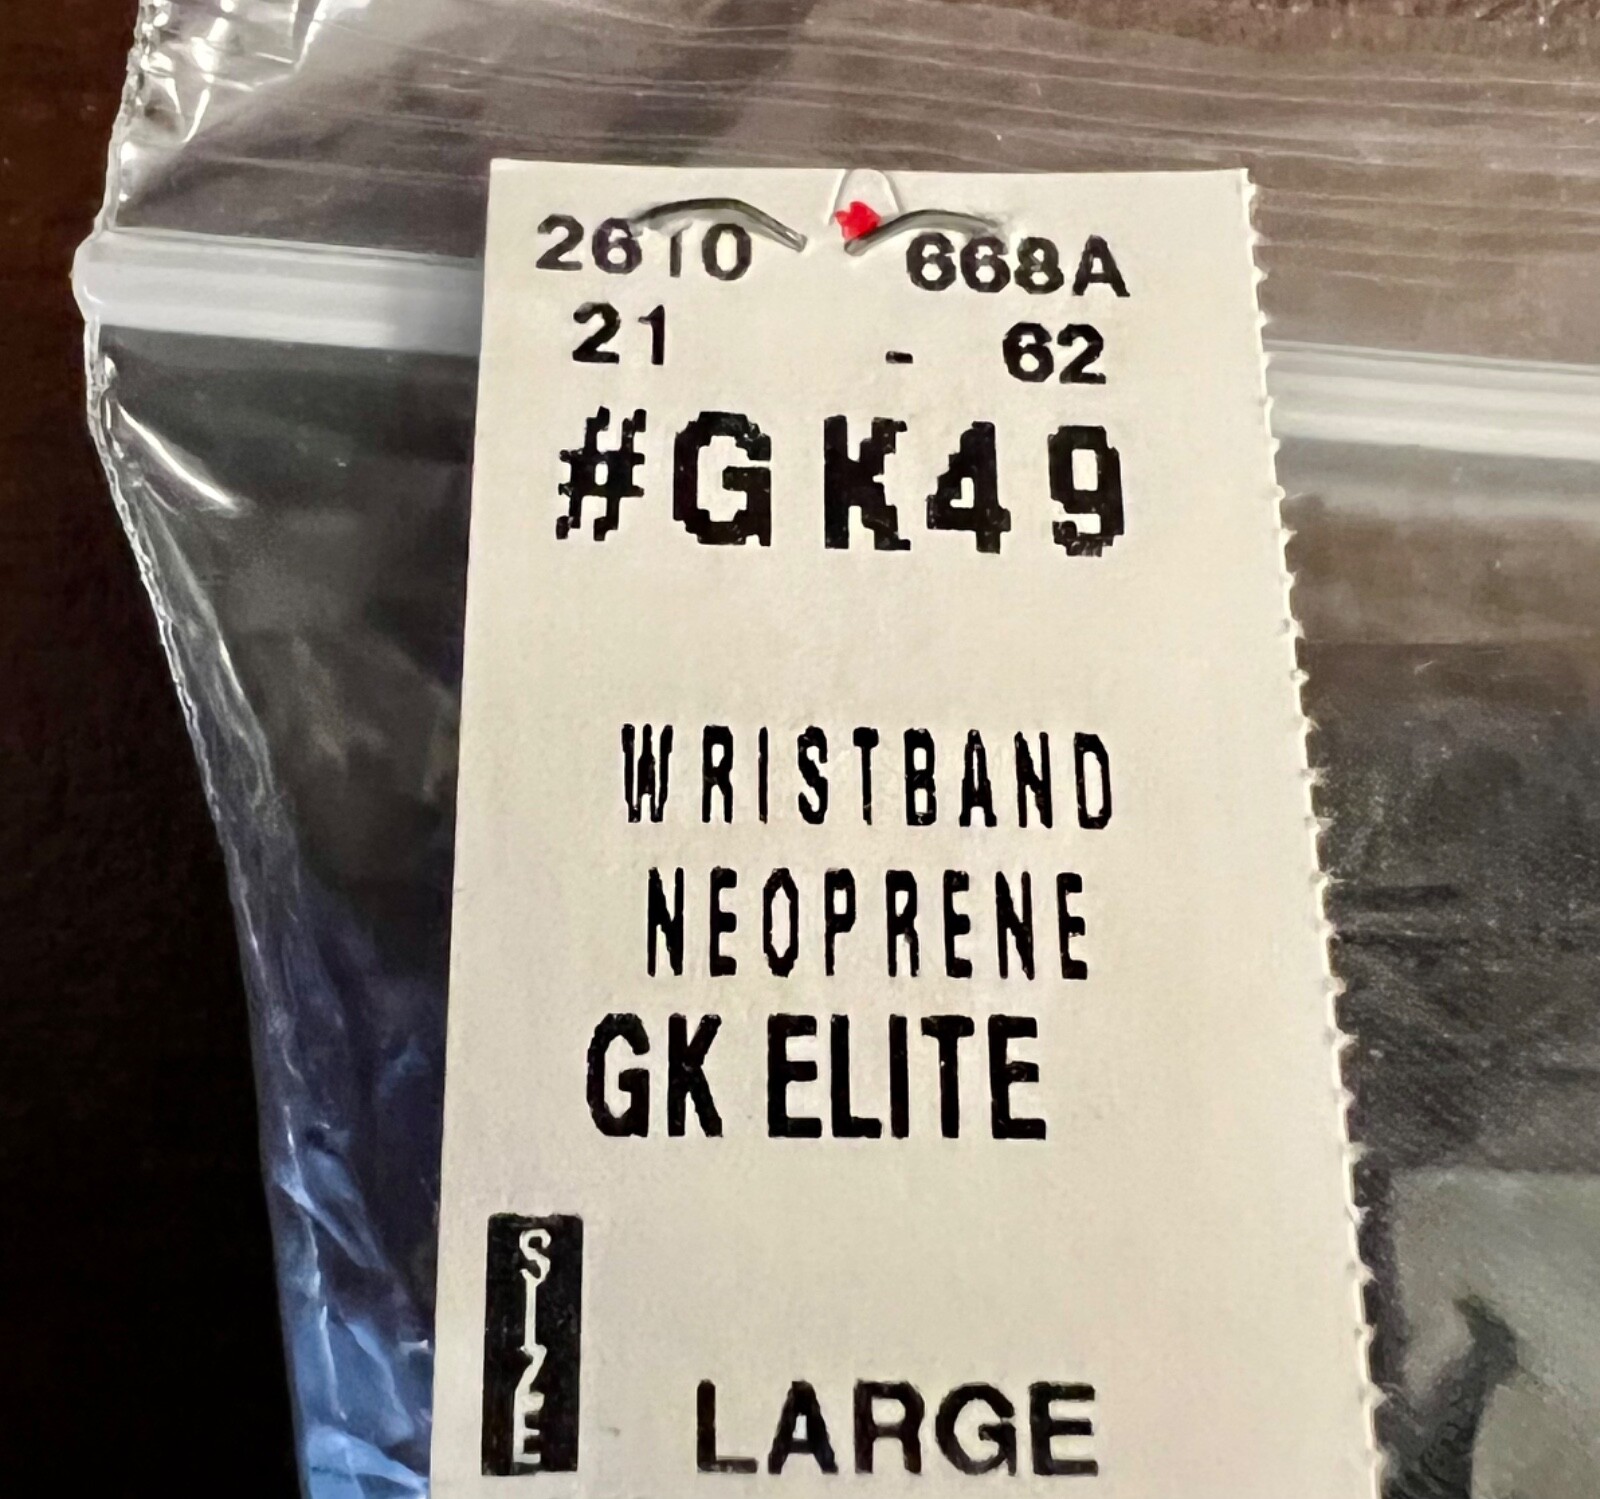 2610 668A
21 - 62
#GK49
WRISTBAND
NEOPRENE
GK ELITE
SIZE LARGE